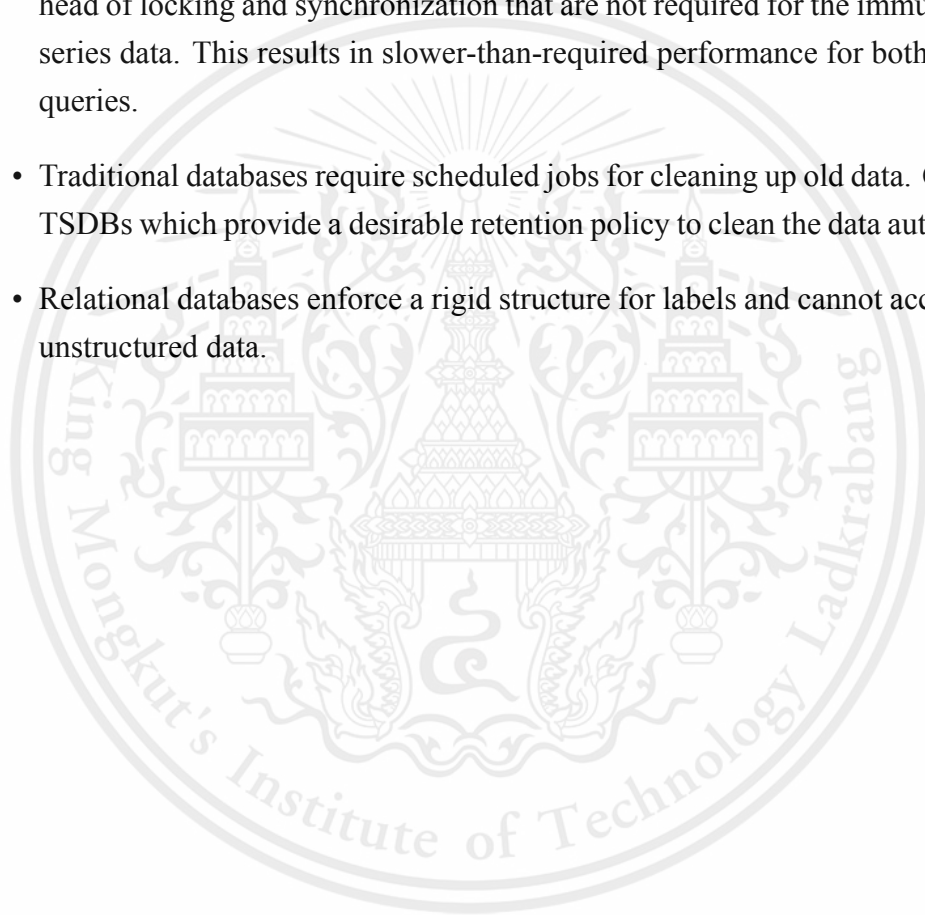 head of locking and synchronization that are not required for the immu
series data. This results in slower-than-required performance for both
queries.
• Traditional databases require scheduled jobs for cleaning up old data.
TSDBs which provide a desirable retention policy to clean the data aut
• Relational databases enforce a rigid structure for labels and cannot acc
unstructured data.
King Mongkut's Institute of Technology Ladkrabang